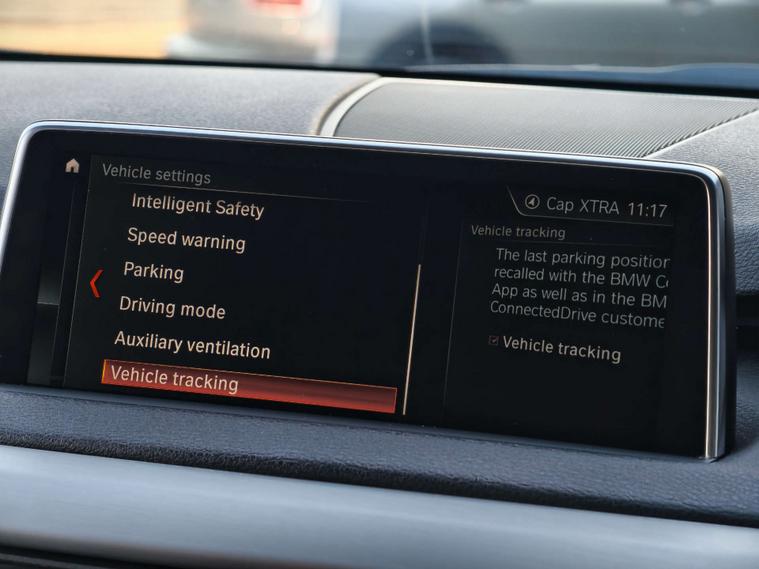 Vehicle settings
Intelligent Safety
Speed warning
Parking
Driving mode
Auxiliary ventilation
Vehicle tracking
Cap XTRA 11:17
Vehicle tracking
The last parking position
recalled with the BMW Co
App as well as in the BM
ConnectedDrive custome
Vehicle tracking